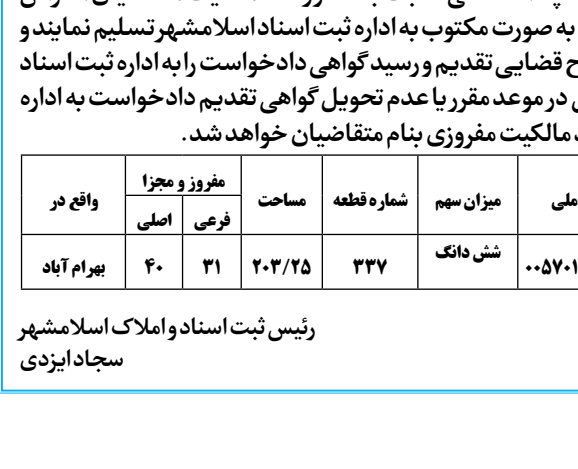 به صورت مکتوب به اداره ثبت اسناد اسلامشهر تسلیم نمایند و
قضایی تقدیم و رسید گواهی دادخواست را به اداره ثبت اسناد
در موعد مقرر یا عدم تحویل گواهی تقدیم دادخواست به اداره
مالکیت مفروزی بنام متقاضیان خواهد شد.
ملی میزان سهم شماره قطعه مساحت مفروز و مجزا واقع در
فرعی اصلی
۰۰۵۷۰۱ شش دانگ ۳۳۷ ۲۰۳/۲۵ ۳۱ ۴۰ بهرام آباد
رئیس ثبت اسناد و املاک اسلامشهر
سجاد ایزدی